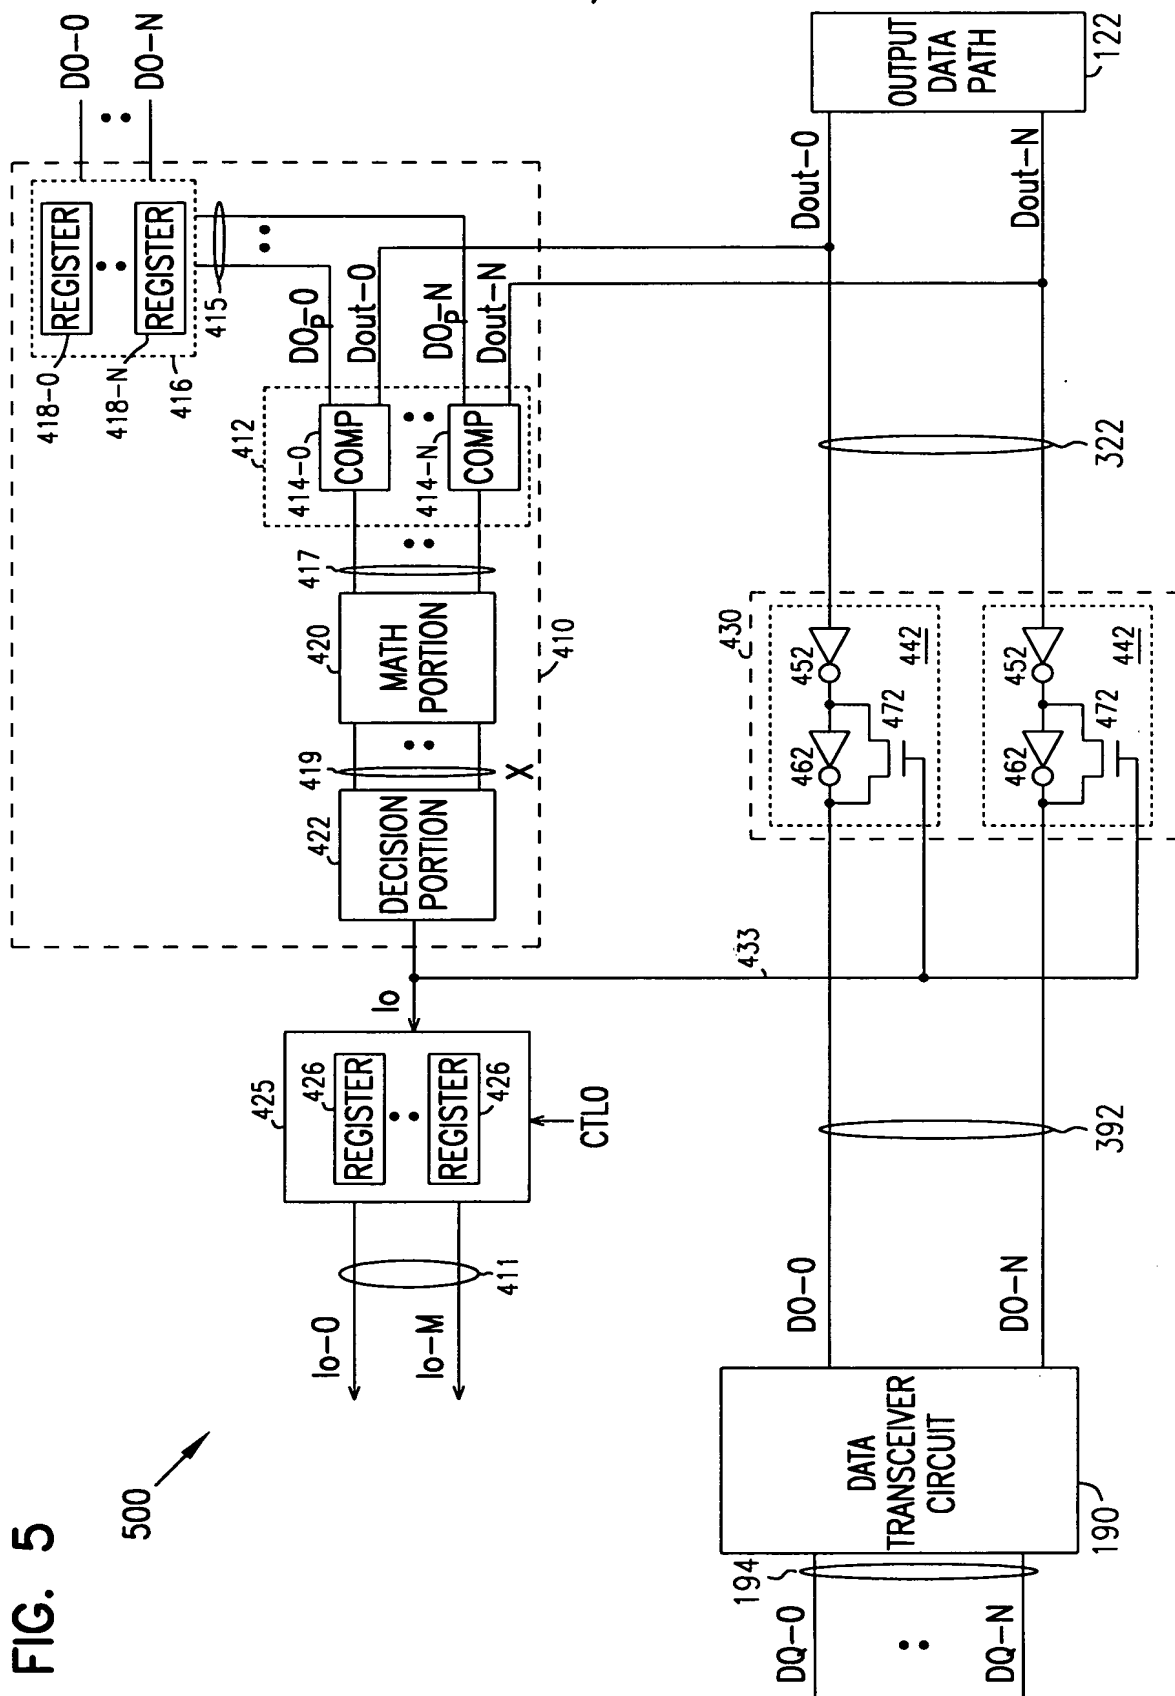 FIG. 5
500
DO-0
DO-N
REGISTER
REGISTER
418-0
418-N
416
415
DOP-0
Dout-0
DOP-N
Dout-N
412
414-0
COMP
414-N
COMP
417
420
MATH
PORTION
410
419
X
422
DECISION
PORTION
Io
433
425
426
REGISTER
REGISTER
426
CTLO
411
Io-0
Io-M
OUTPUT
DATA
PATH
122
Dout-0
Dout-N
322
430
452
462
472
442
452
462
472
442
392
DO-0
DO-N
DATA
TRANSCEIVER
CIRCUIT
190
194
DQ-0
DQ-N